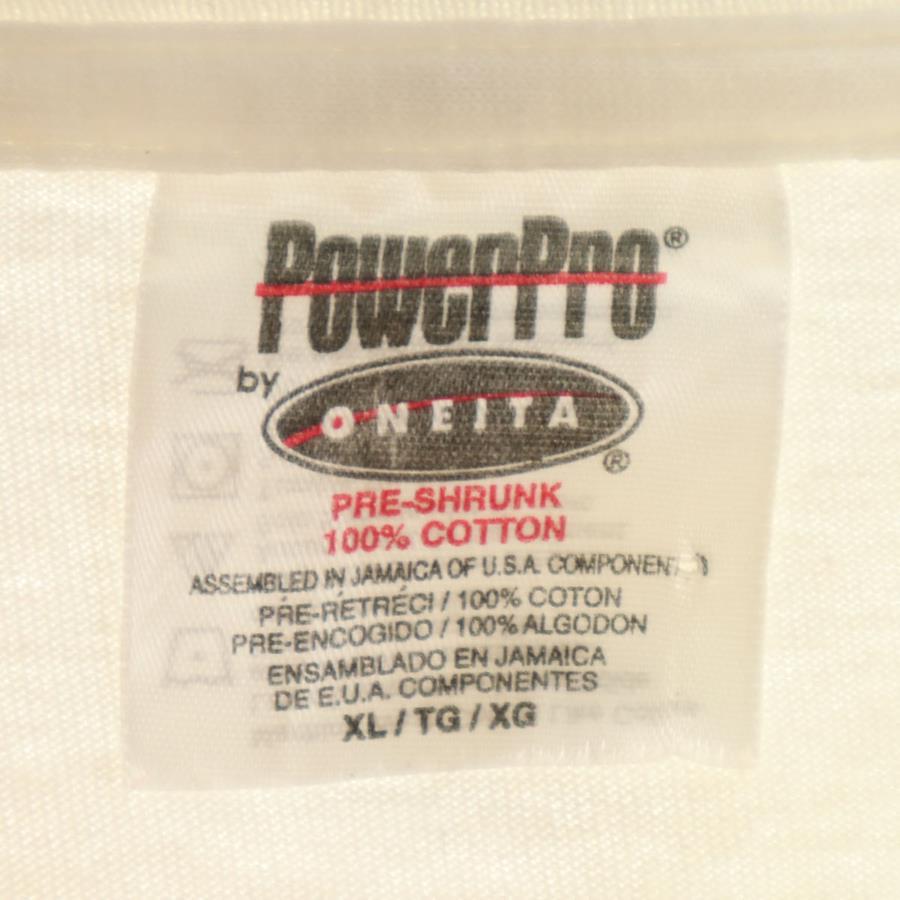 PowerPro®
by ONEITA®
PRE-SHRUNK
100% COTTON
ASSEMBLED IN JAMAICA OF U.S.A. COMPONENTS
PRÉ-RÉTRÉCI / 100% COTON
PRE-ENCOGIDO / 100% ALGODON
ENSAMBLADO EN JAMAICA
DE E.U.A. COMPONENTES
XL / TG / XG